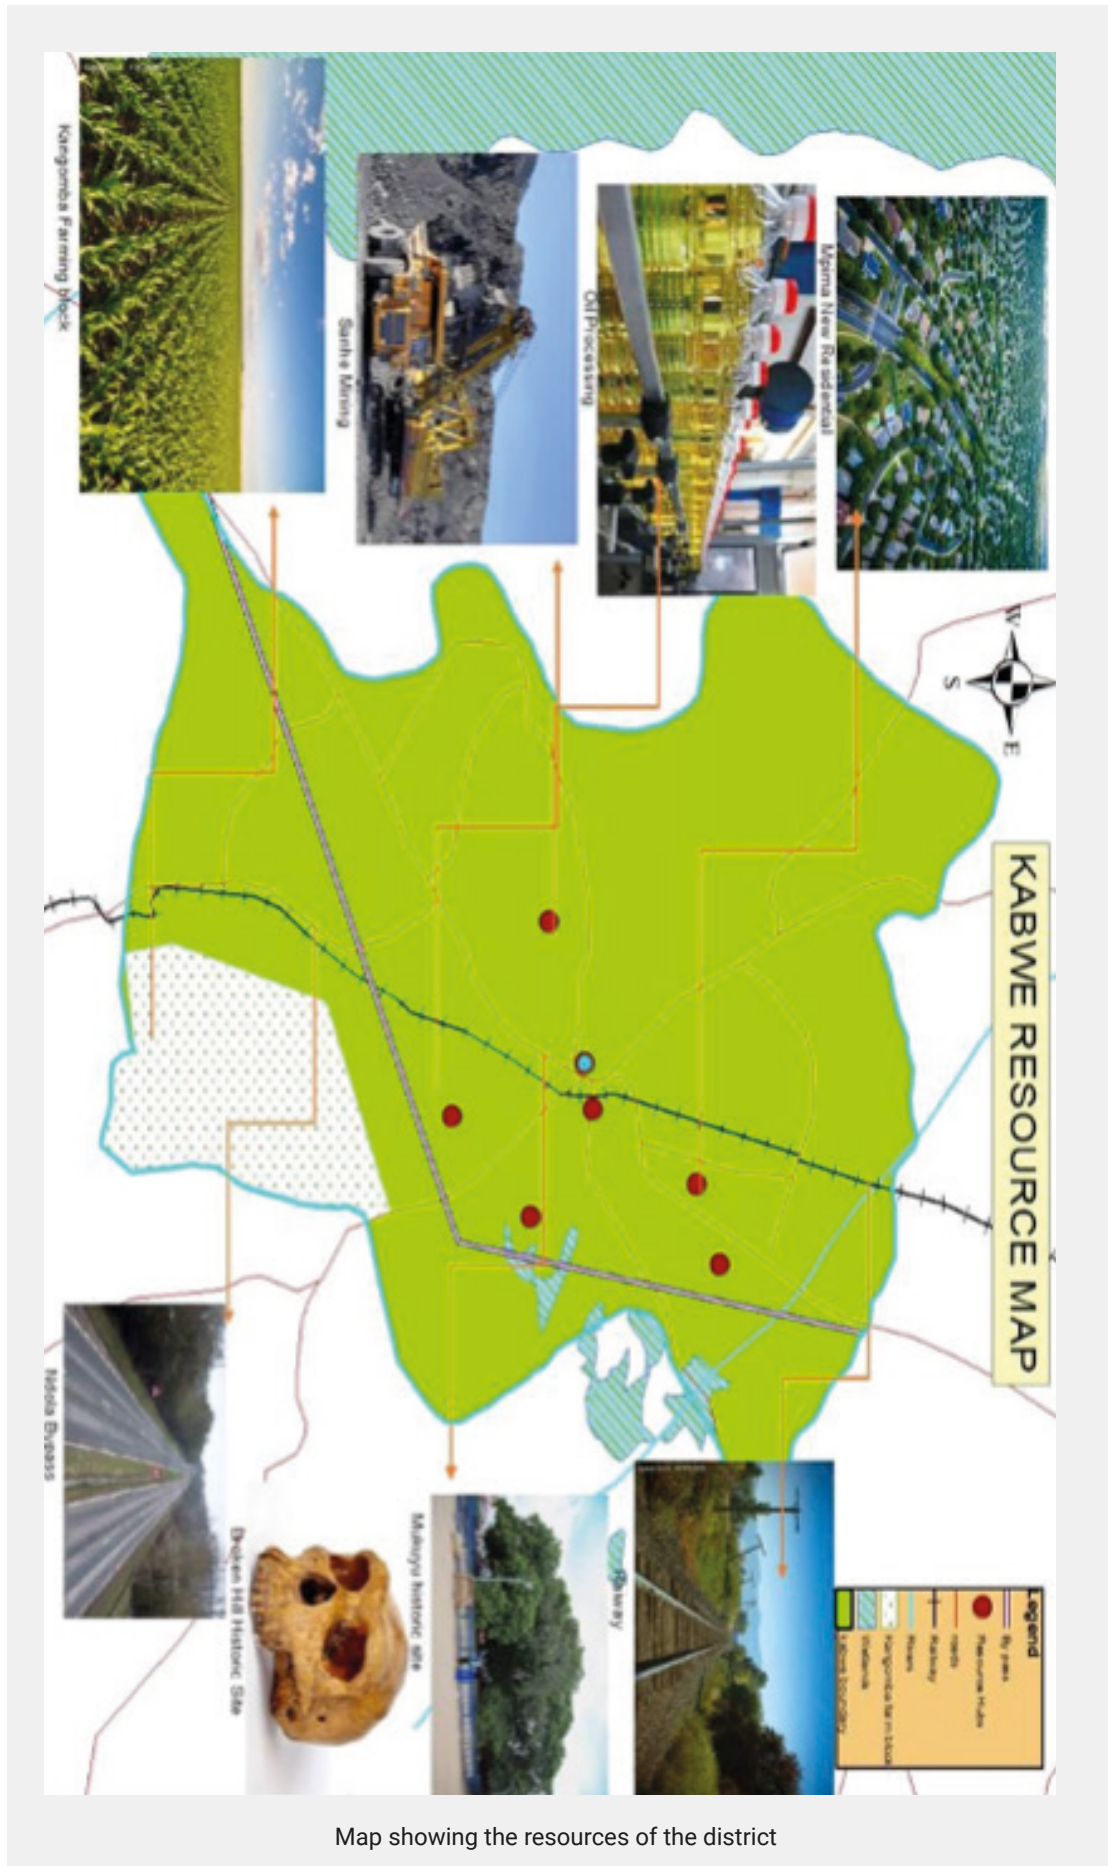 KABWE RESOURCE MAP
W
S
E
Kangomba Farming block
Sanhe Mining
Oil Processing
Mpima New Residential
Ndola Bypass
Broken Hill Historic Site
Mukuyu historic site
Railway
Legend
By pass
Resource Hubs
roads
Railway
Rivers
Kangomba farm block
Wetlands
boundary
Map showing the resources of the district